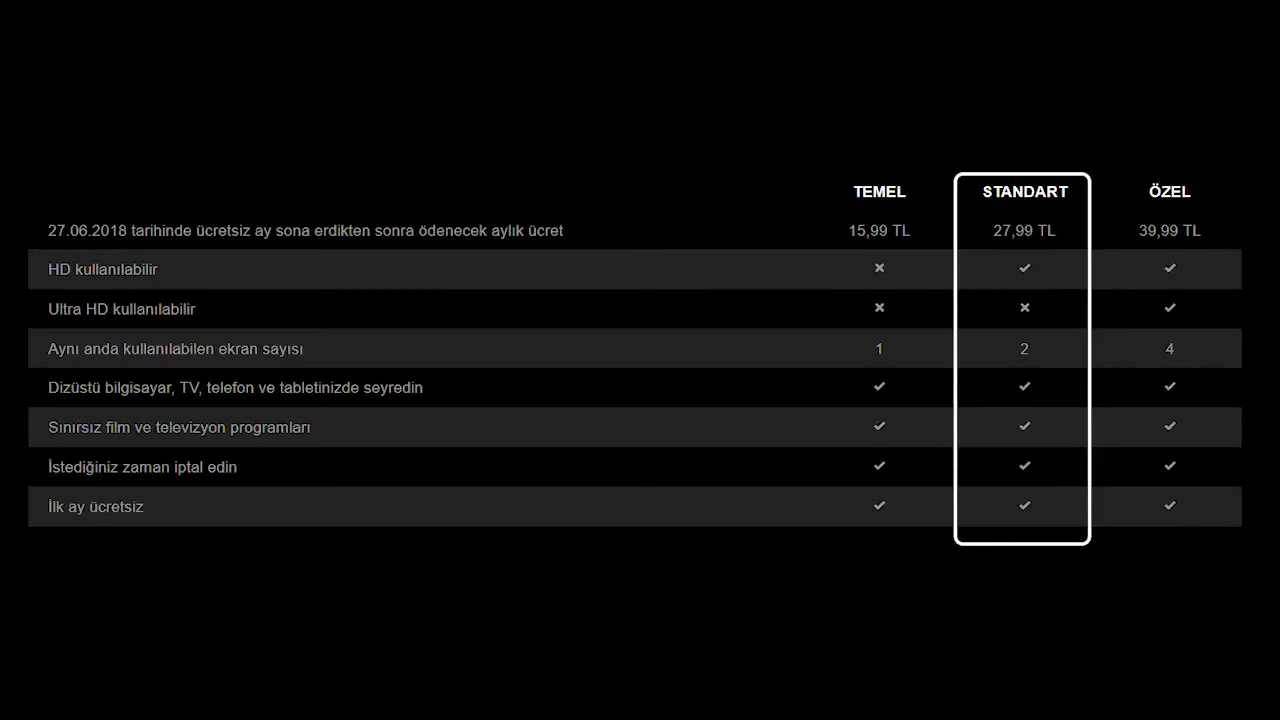 TEMEL STANDART ÖZEL
27.06.2018 tarihinde ücretsiz ay sona erdikten sonra ödenecek aylık ücret 15,99 TL 27,99 TL 39,99 TL
HD kullanılabilir
Ultra HD kullanılabilir
Aynı anda kullanılabilen ekran sayısı 1 2 4
Dizüstü bilgisayar, TV, telefon ve tabletinizde seyredin
Sınırsız film ve televizyon programları
İstediğiniz zaman iptal edin
İlk ay ücretsiz